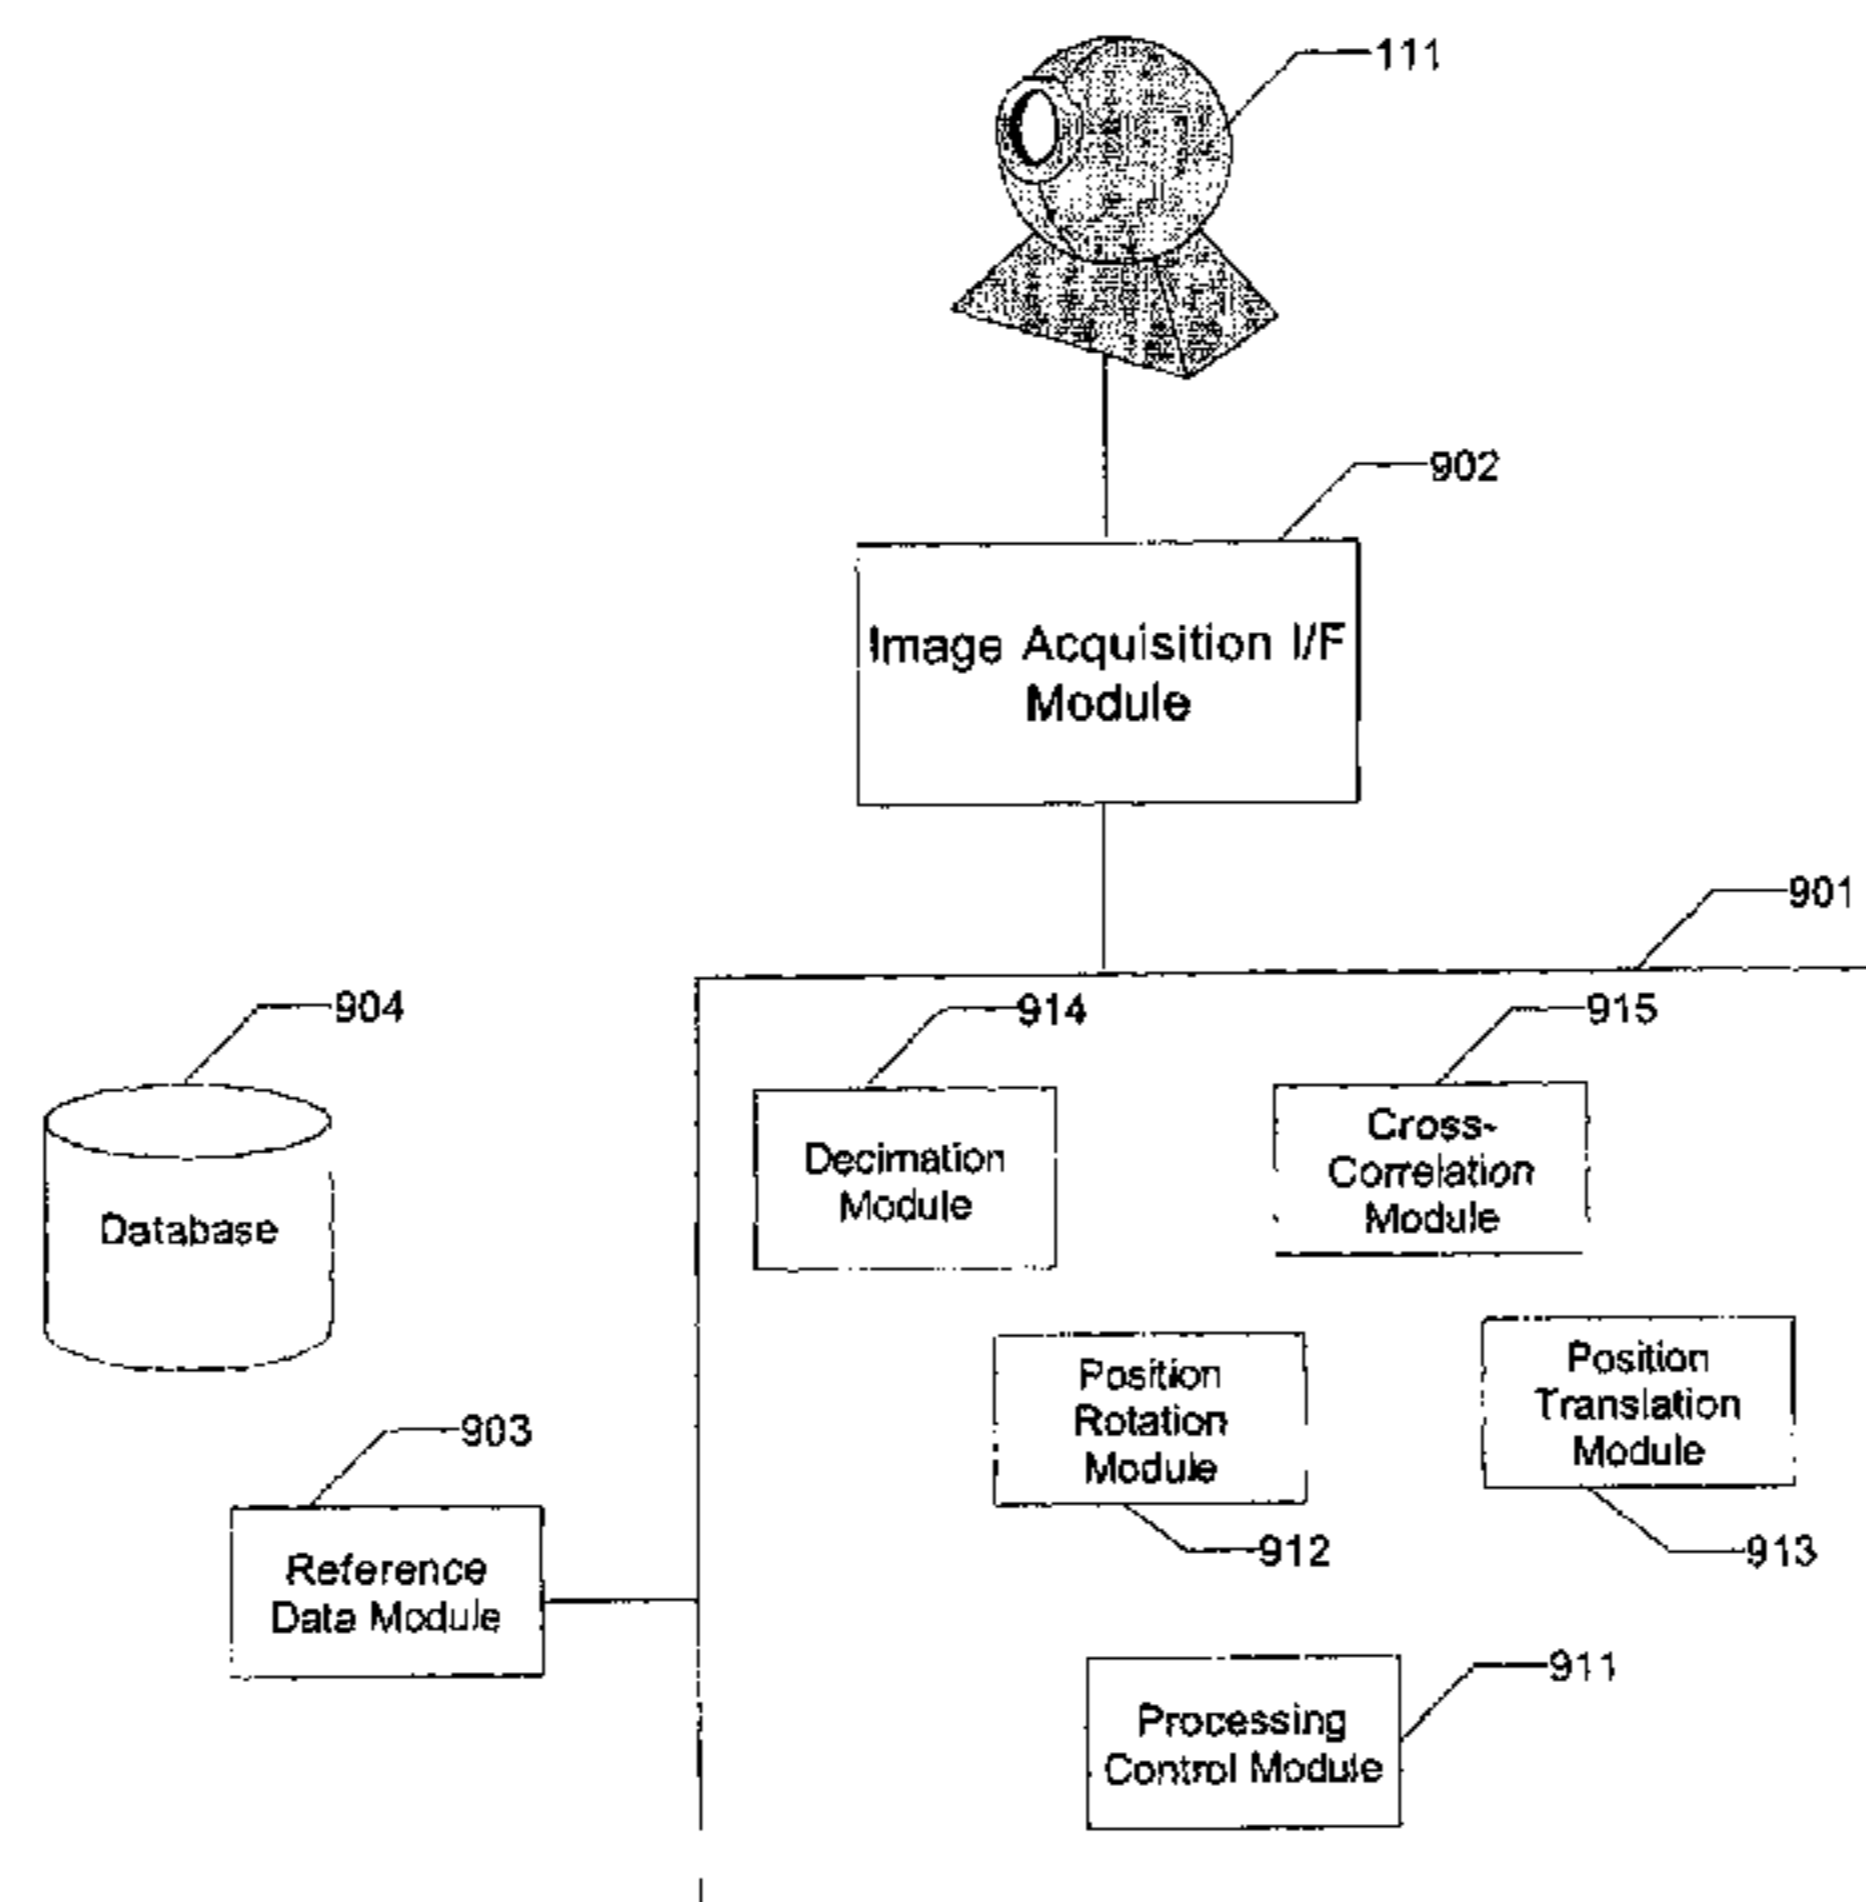 111
902
Image Acquisition I/F
Module
901
904
914
915
Database
Decimation
Module
Cross-
Correlation
Module
Position
Rotation
Module
912
Position
Translation
Module
913
903
Reference
Data Module
911
Processing
Control Module